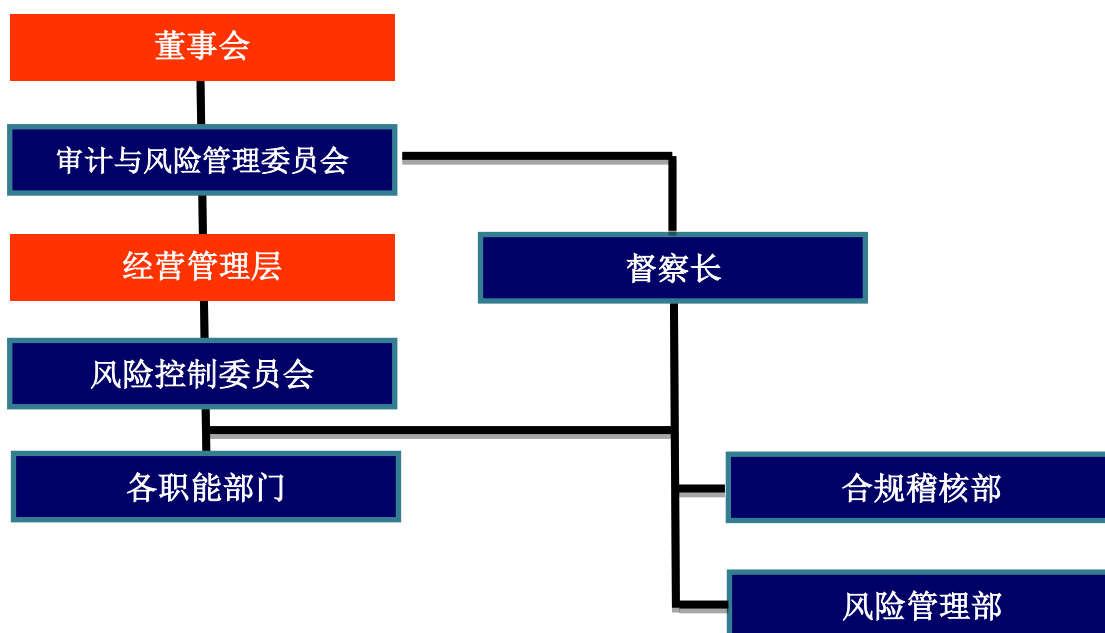 董事会
审计与风险管理委员会
经营管理层
督察长
风险控制委员会
各职能部门
合规稽核部
风险管理部